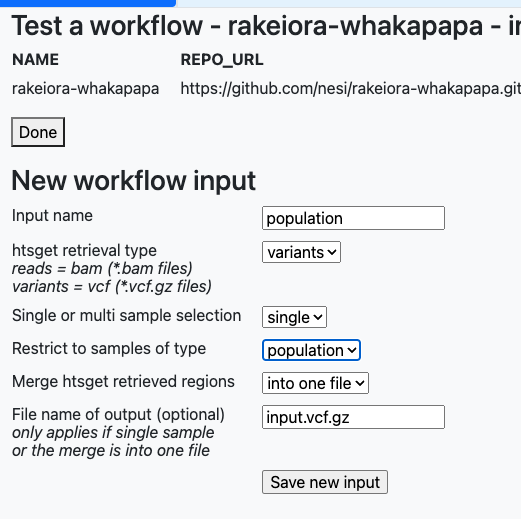 Test a workflow - rakeiora-whakapapa - in
NAME REPO_URL
rakeiora-whakapapa https://github.com/nesi/rakeiora-whakapapa.git
Done
New workflow input
Input name population
htsget retrieval type variants
reads = bam (*.bam files)
variants = vcf (*.vcf.gz files)
Single or multi sample selection single
Restrict to samples of type population
Merge htsget retrieved regions into one file
File name of output (optional) input.vcf.gz
only applies if single sample
or the merge is into one file
Save new input